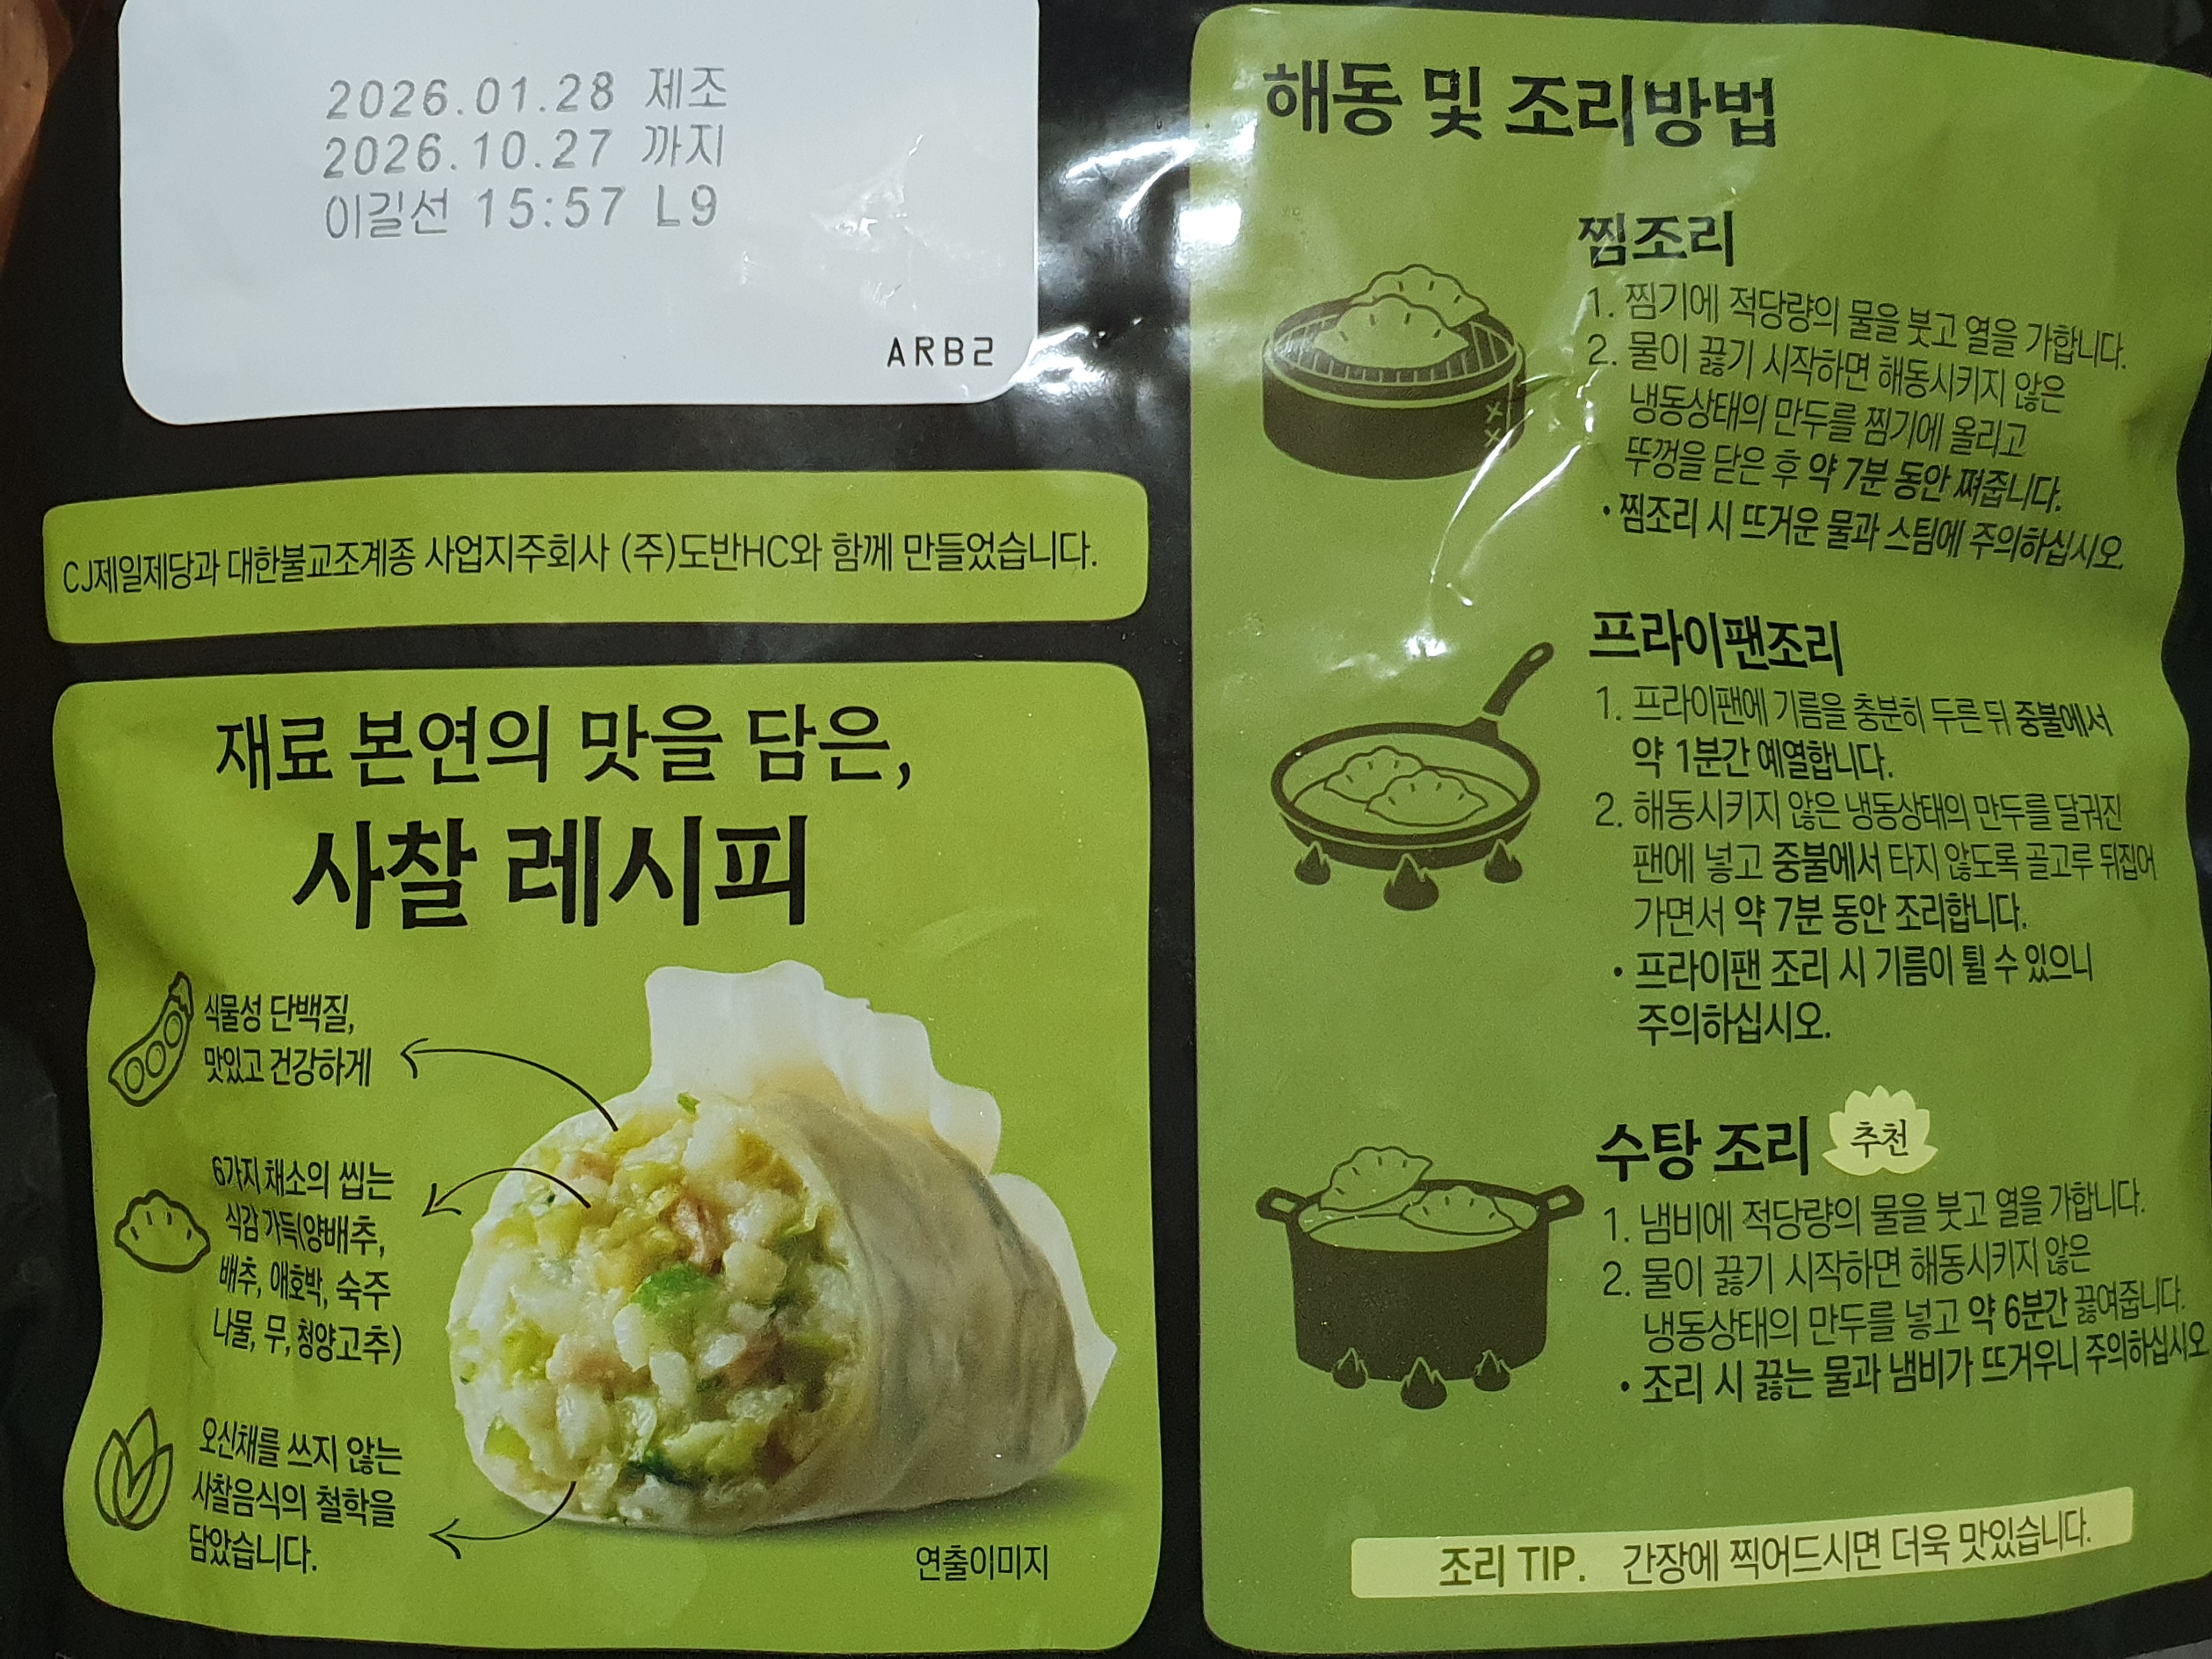 2026.01.28 제조
2026.10.27 까지
이길선 15:57 L9
ARB2
CJ제일제당과 대한불교조계종 사업지주회사 (주)도반HC와 함께 만들었습니다.
재료 본연의 맛을 담은,
사찰 레시피
식물성 단백질,
맛있고 건강하게
6가지 채소의 씹는
식감 가득(양배추,
배추, 애호박, 숙주
나물, 무, 청양고추)
오신채를 쓰지 않는
사찰음식의 철학을
담았습니다.
연출이미지
해동 및 조리방법
찜조리
1. 찜기에 적당량의 물을 붓고 열을 가합니다.
2. 물이 끓기 시작하면 해동시키지 않은
냉동상태의 만두를 찜기에 올리고
뚜껑을 닫은 후 약 7분 동안 쪄줍니다.
• 찜조리 시 뜨거운 물과 스팀에 주의하십시오.
프라이팬조리
1. 프라이팬에 기름을 충분히 두른 뒤 중불에서
약 1분간 예열합니다.
2. 해동시키지 않은 냉동상태의 만두를 달궈진
팬에 넣고 중불에서 타지 않도록 골고루 뒤집어
가면서 약 7분 동안 조리합니다.
• 프라이팬 조리 시 기름이 튈 수 있으니
주의하십시오.
수탕 조리 추천
1. 냄비에 적당량의 물을 붓고 열을 가합니다.
2. 물이 끓기 시작하면 해동시키지 않은
냉동상태의 만두를 넣고 약 6분간 끓여줍니다.
• 조리 시 끓는 물과 냄비가 뜨거우니 주의하십시오.
조리 TIP. 간장에 찍어드시면 더욱 맛있습니다.